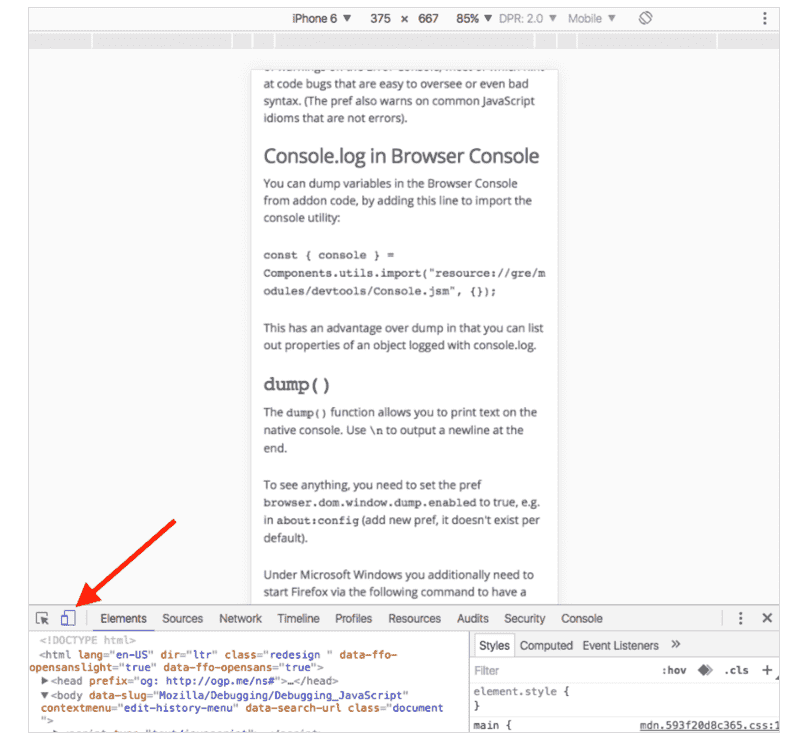 iPhone 6 ▼ 375 × 667 85% ▼ DPR: 2.0 ▼ Mobile ▼
or warnings on the Error Console, most of which hint
at code bugs that are easy to oversee or even bad
syntax. (The pref also warns on common JavaScript
idioms that are not errors).
Console.log in Browser Console
You can dump variables in the Browser Console
from addon code, by adding this line to import the
console utility:
const { console } =
Components.utils.import("resource://gre/m
odules/devtools/Console.jsm", {});
This has an advantage over dump in that you can list
out properties of an object logged with console.log.
dump()
The dump() function allows you to print text on the
native console. Use \n to output a newline at the
end.
To see anything, you need to set the pref
browser.dom.window.dump.enabled to true, e.g.
in about:config (add new pref, it doesn't exist per
default).
Under Microsoft Windows you additionally need to
start Firefox via the following command to have a
Elements Sources Network Timeline Profiles Resources Audits Security Console
<!DOCTYPE html>
<html lang="en-US" dir="ltr" class="redesign " data-ffo-
opensanslight="true" data-ffo-opensans="true">
▶<head prefix="og: http://ogp.me/ns#">…</head>
▼<body data-slug="Mozilla/Debugging/Debugging_JavaScript"
contextmenu="edit-history-menu" data-search-url class="document
">
Styles Computed Event Listeners »
Filter :hov .cls +
element.style {
}
main { mdn.593f20d8c365.css:1